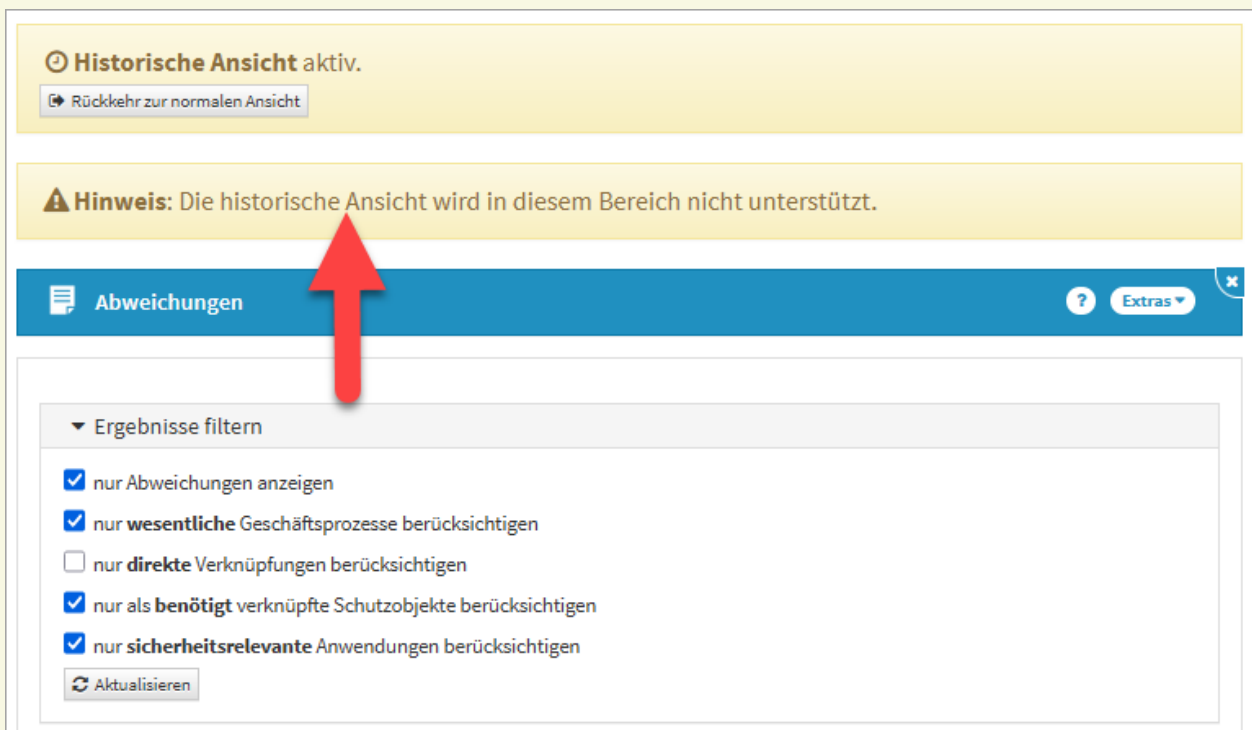 Historische Ansicht aktiv.
Rückkehr zur normalen Ansicht
Hinweis: Die historische Ansicht wird in diesem Bereich nicht unterstützt.
Abweichungen ? Extras
Ergebnisse filtern
nur Abweichungen anzeigen
nur wesentliche Geschäftsprozesse berücksichtigen
nur direkte Verknüpfungen berücksichtigen
nur als benötigt verknüpfte Schutzobjekte berücksichtigen
nur sicherheitsrelevante Anwendungen berücksichtigen
Aktualisieren